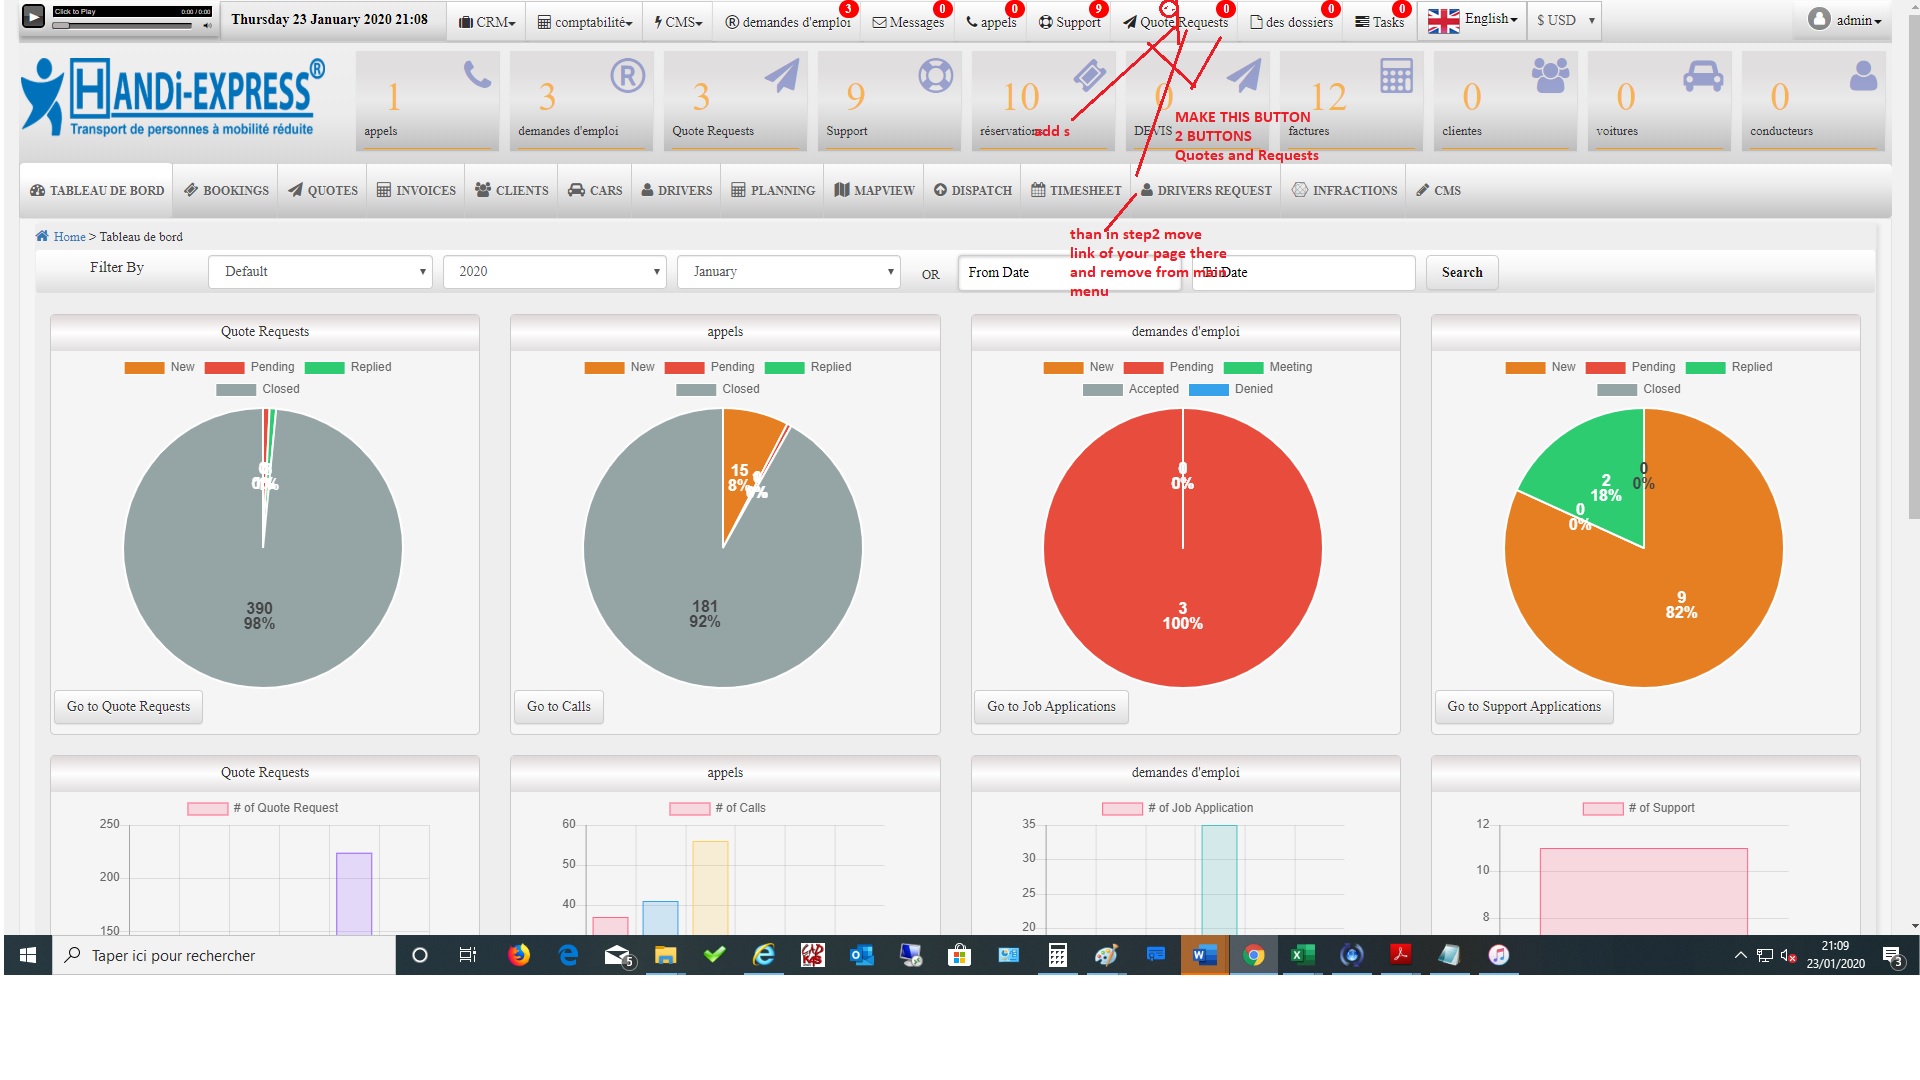 Click to Play 0:00 / 0:00
Thursday 23 January 2020 21:08
CRM
comptabilité
CMS
demandes d'emploi 3
Messages 0
appels 0
Support 9
Quote Requests 0
des dossiers 0
Tasks 0
English
$ USD
admin
HANDi-EXPRESS®
Transport de personnes à mobilité réduite
1
appels
3
demandes d'emploi
3
Quote Requests
9
Support
10
réservations
0
DEVIS
12
factures
0
clientes
0
voitures
0
conducteurs
add s
MAKE THIS BUTTON
2 BUTTONS
Quotes and Requests
TABLEAU DE BORD
BOOKINGS
QUOTES
INVOICES
CLIENTS
CARS
DRIVERS
PLANNING
MAPVIEW
DISPATCH
TIMESHEET
DRIVERS REQUEST
INFRACTIONS
CMS
than in step2 move
link of your page there
and remove from main
menu
Home > Tableau de bord
Filter By
Default
2020
January
OR
From Date
To Date
Search
Quote Requests
New Pending Replied
Closed
0%
390
98%
Go to Quote Requests
appels
New Pending Replied
Closed
15
8%
181
92%
Go to Calls
demandes d'emploi
New Pending Meeting
Accepted Denied
0
0%
3
100%
Go to Job Applications
New Pending Replied
Closed
0
0%
2
18%
0
0%
9
82%
Go to Support Applications
Quote Requests
# of Quote Request
250
200
150
appels
# of Calls
60
50
40
demandes d'emploi
# of Job Application
35
30
25
20
# of Support
12
10
8
Taper ici pour rechercher
5
21:09
23/01/2020
3